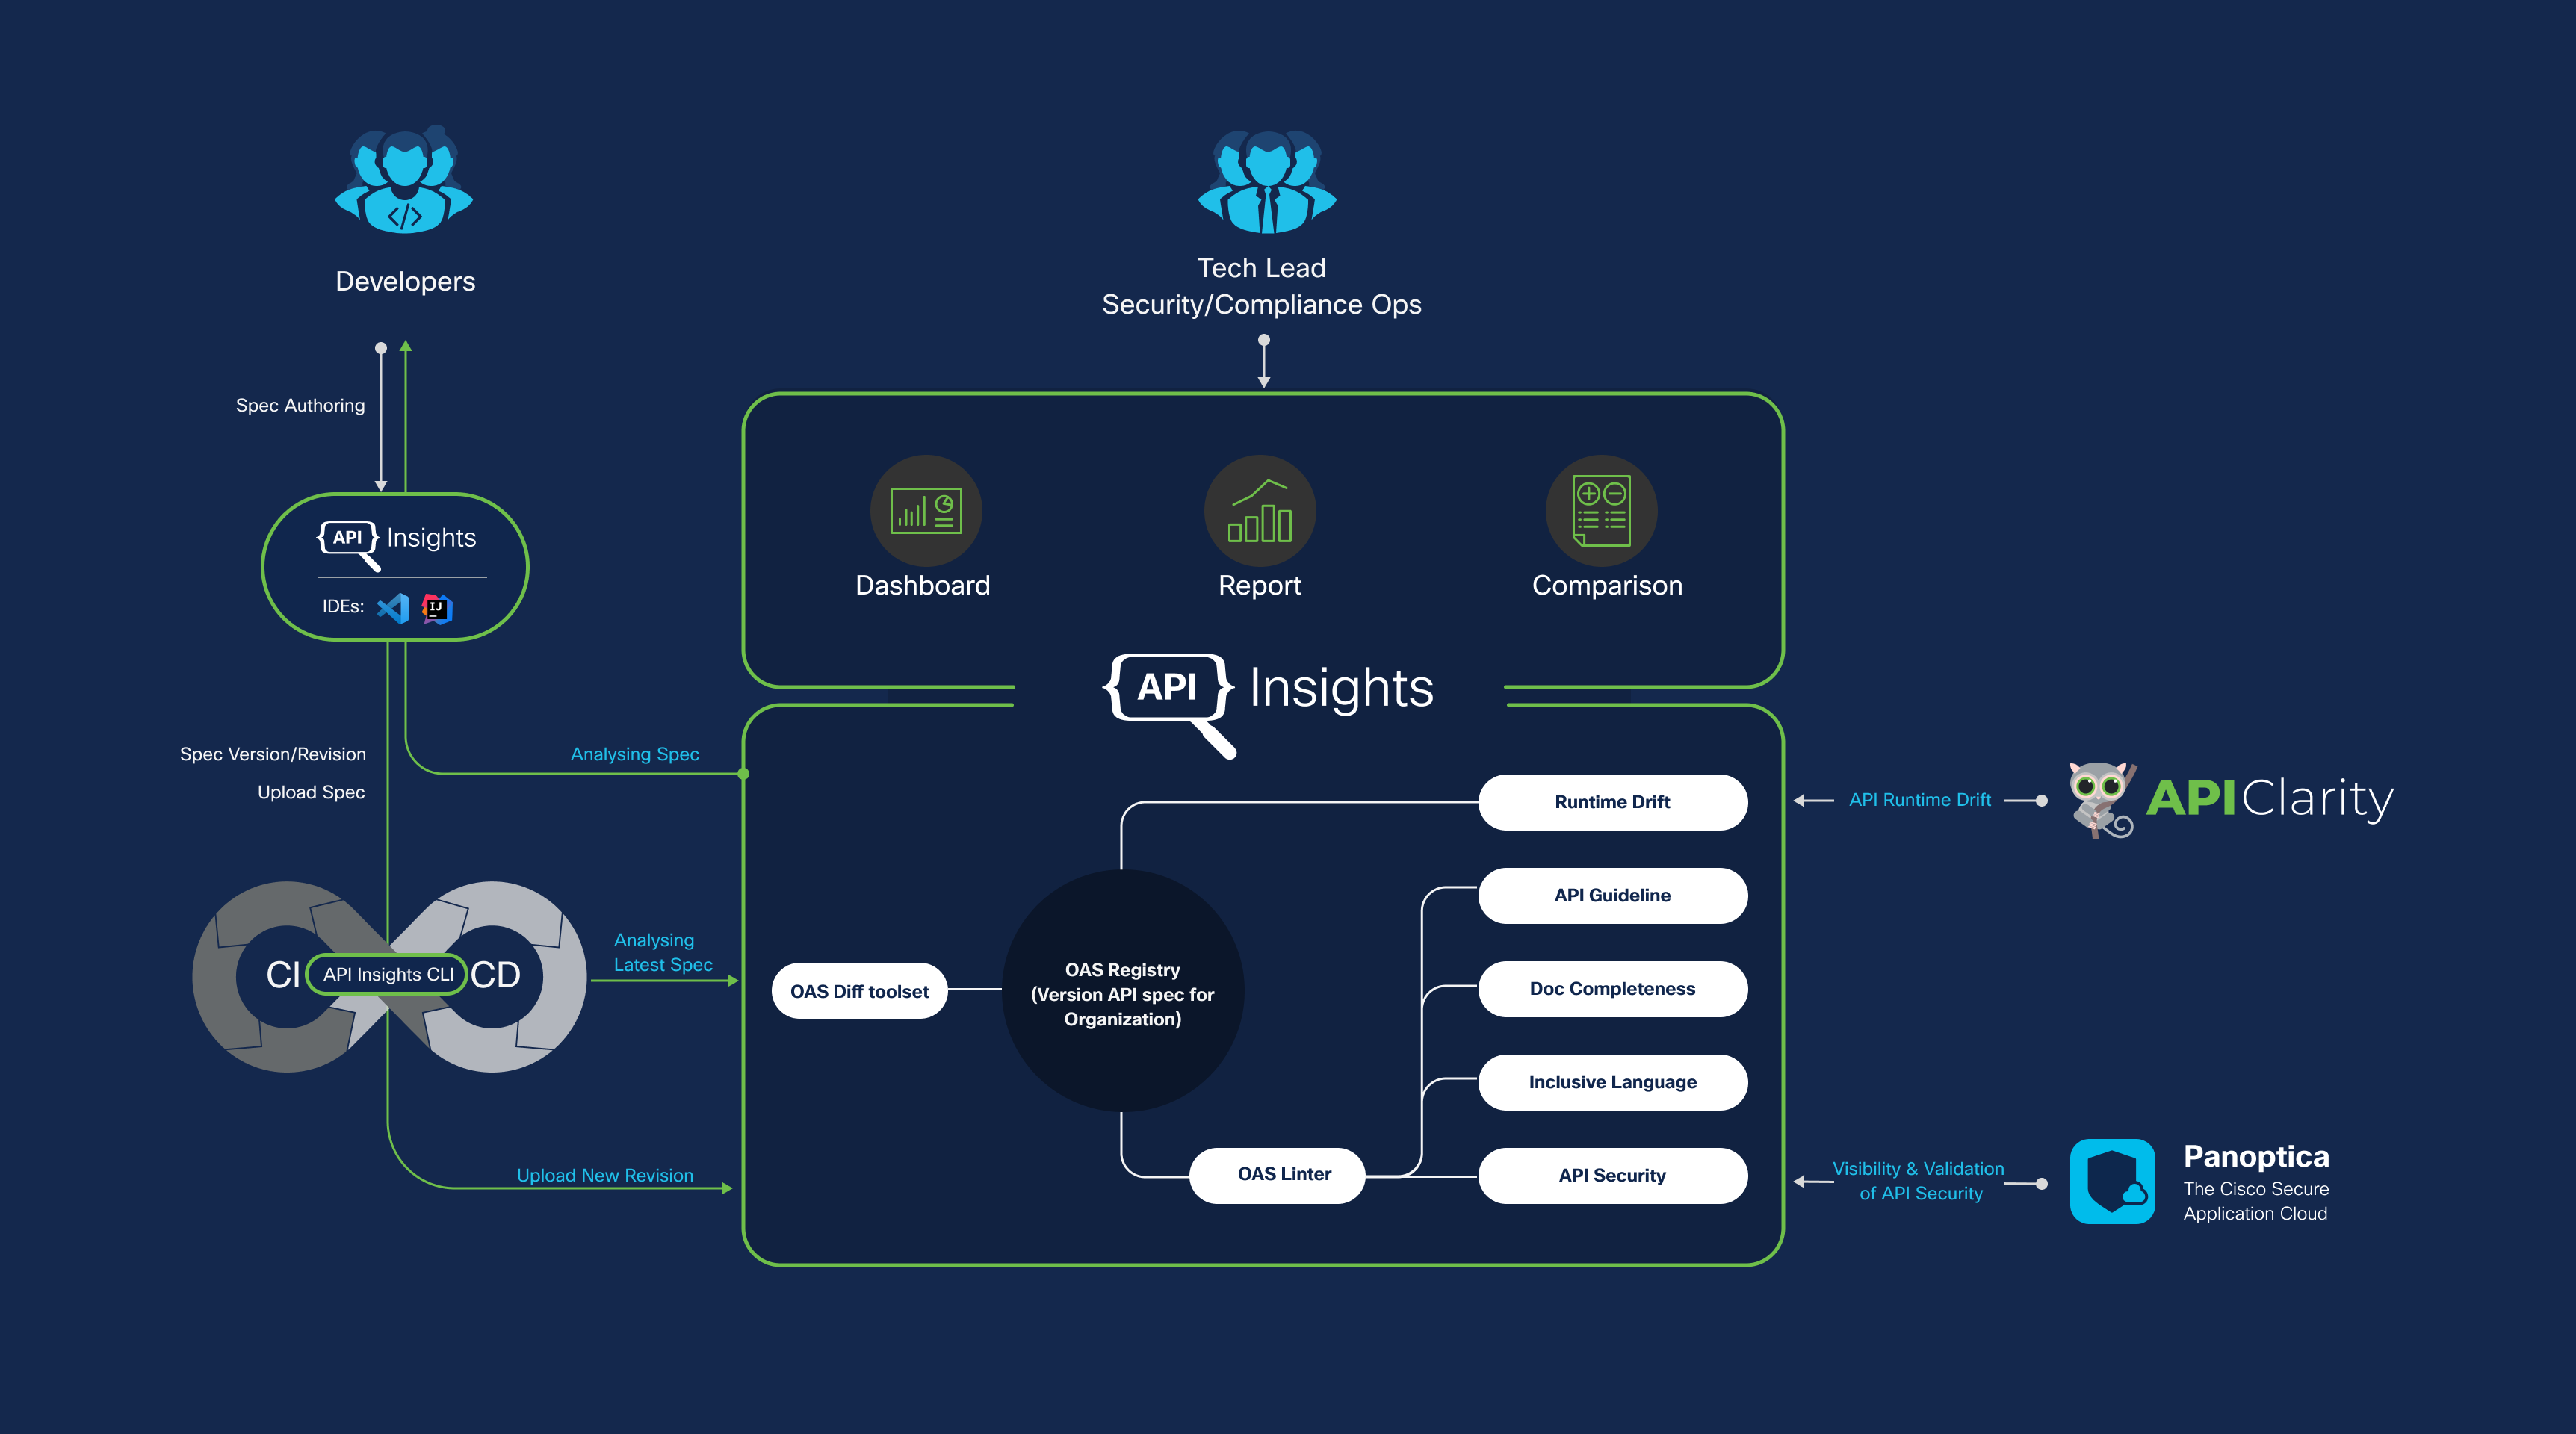 Developers
Tech Lead
Security/Compliance Ops
Spec Authoring
API Insights
IDEs: IJ
Dashboard
Report
Comparison
API Insights
Spec Version/Revision
Upload Spec
Analysing Spec
CI
API Insights CLI
CD
Analysing
Latest Spec
Upload New Revision
OAS Diff toolset
OAS Registry
(Version API spec for
Organization)
OAS Linter
Runtime Drift
API Guideline
Doc Completeness
Inclusive Language
API Security
API Runtime Drift
APIClarity
Visibility & Validation
of API Security
Panoptica
The Cisco Secure
Application Cloud